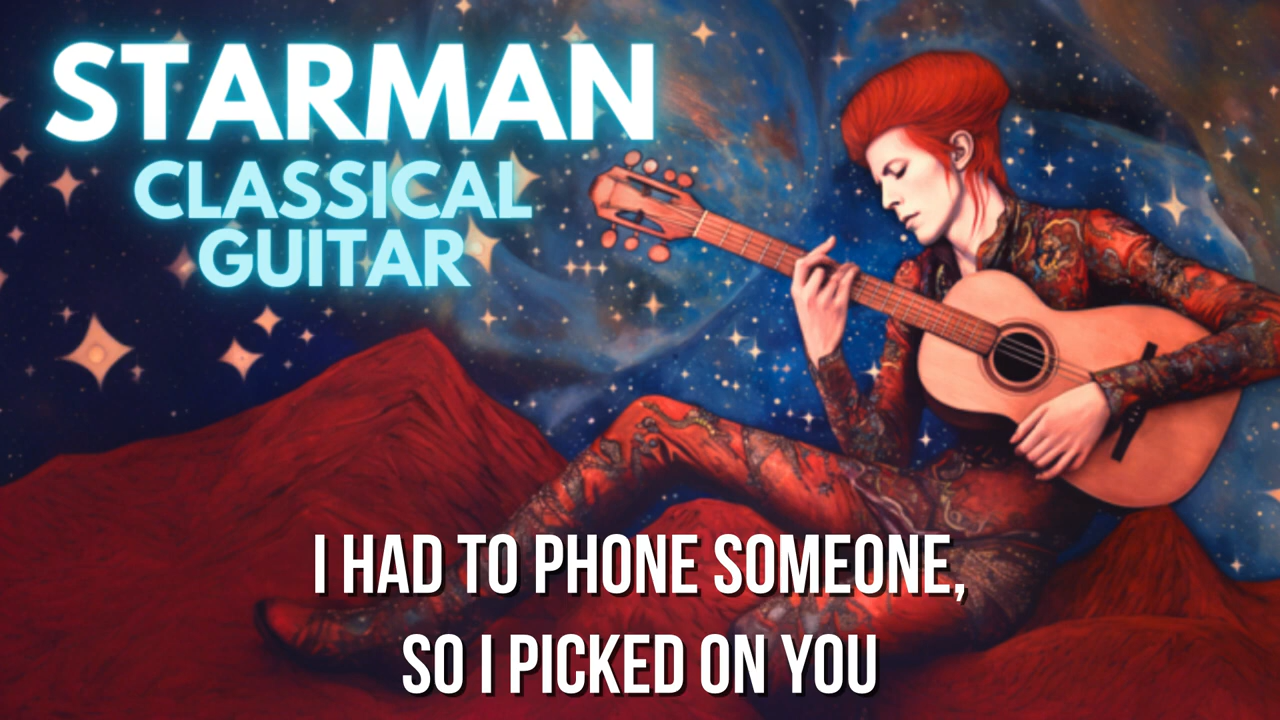 STARMAN
CLASSICAL
GUITAR
I HAD TO PHONE SOMEONE,
SO I PICKED ON YOU